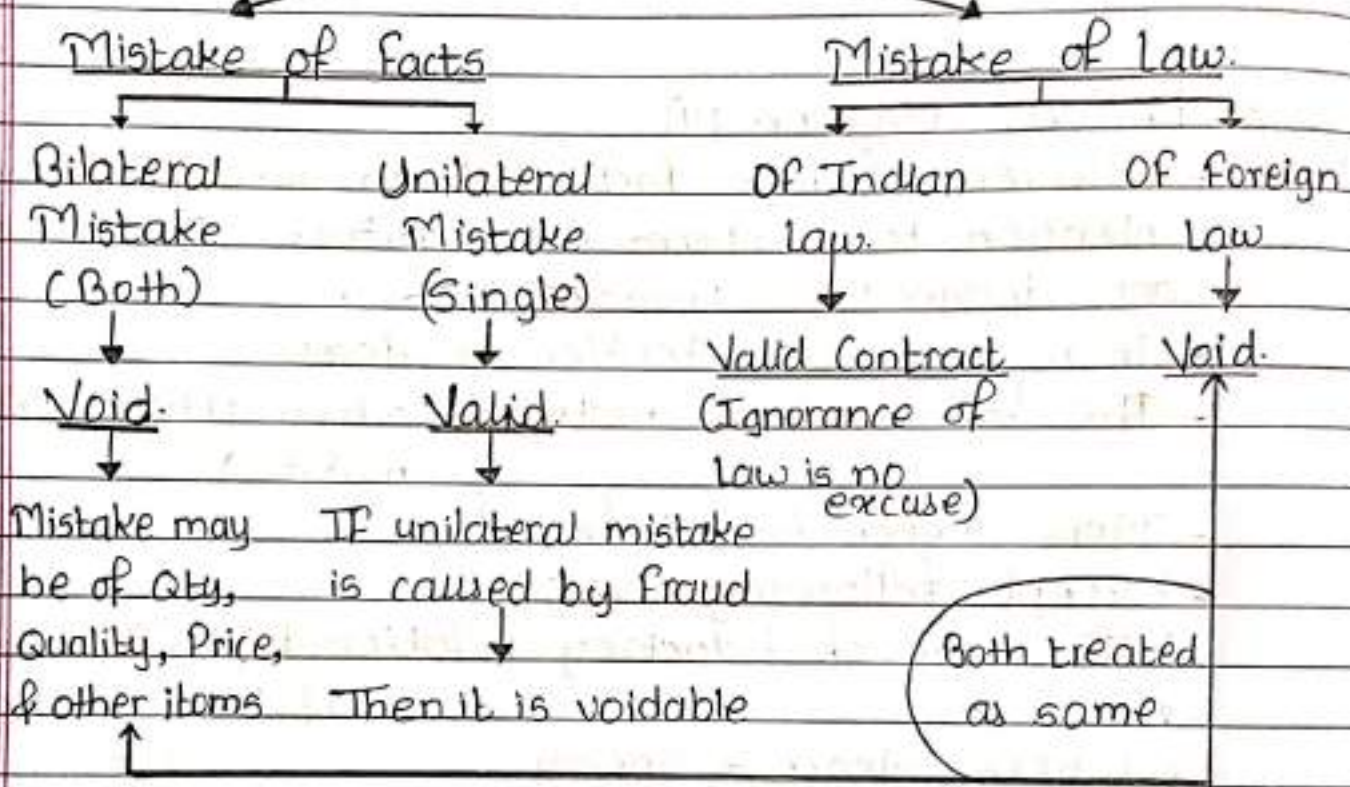 Mistake of Facts
Mistake of Law.
Bilateral
Mistake
(Both)
Void.
Mistake may
be of Qty,
Quality, Price,
& other itoms
Unilateral
Mistake
(Single)
Valid.
IF unilateral mistake
is caused by fraud
Then it is voidable
Of Indian
Law.
Valid Contract
(Ignorance of
Law is no
excuse)
Of foreign
Law
Void.
Both treated
as same.